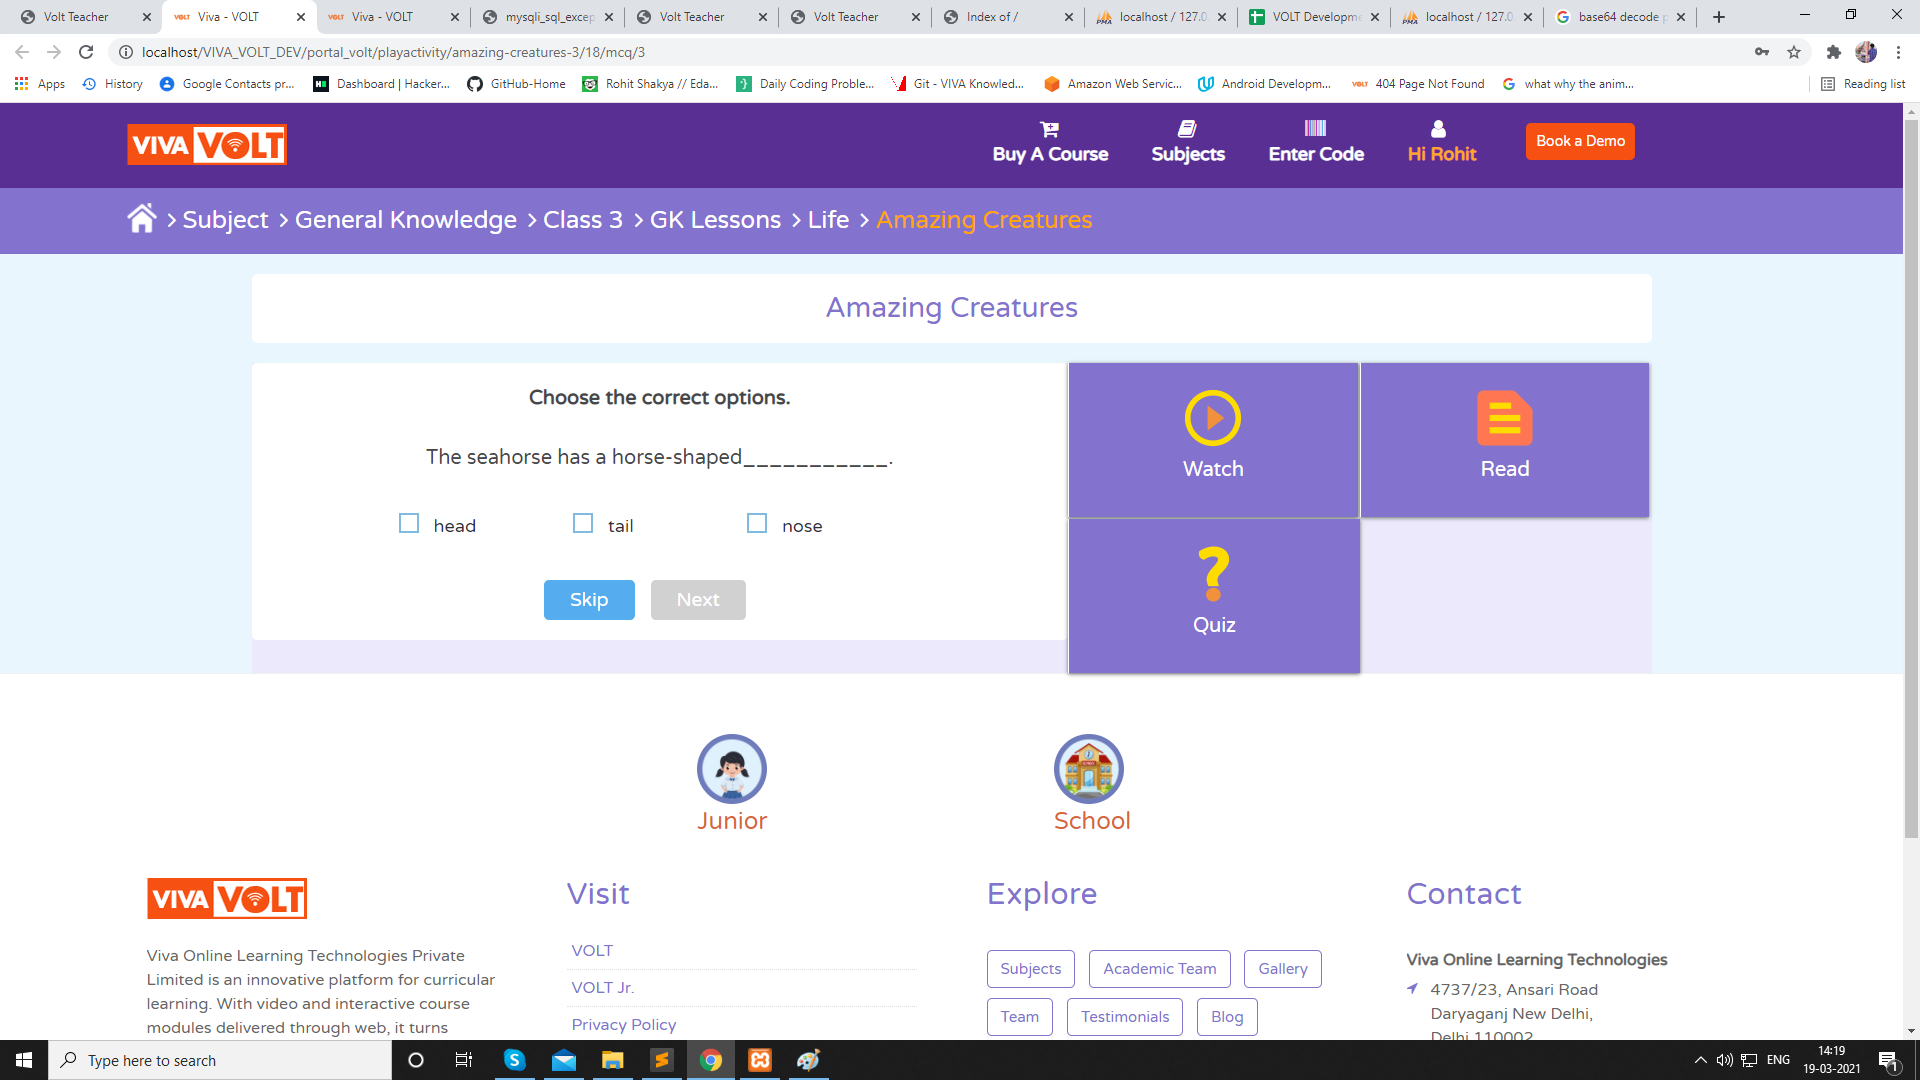 Volt Teacher
Viva - VOLT
Viva - VOLT
mysqli_sql_excep
Volt Teacher
Volt Teacher
Index of /
localhost / 127.0
VOLT Developme
localhost / 127.0
base64 decode p
localhost/VIVA_VOLT_DEV/portal_volt/playactivity/amazing-creatures-3/18/mcq/3
Apps
History
Google Contacts pr...
Dashboard | Hacker...
GitHub-Home
Rohit Shakya // Eda...
Daily Coding Proble...
Git - VIVA Knowled...
Amazon Web Servic...
Android Developm...
404 Page Not Found
what why the anim...
Reading list
VIVA VOLT
Buy A Course
Subjects
Enter Code
Hi Rohit
Book a Demo
> Subject > General Knowledge > Class 3 > GK Lessons > Life > Amazing Creatures
Amazing Creatures
Choose the correct options.
The seahorse has a horse-shaped___________.
head
tail
nose
Skip
Next
Watch
Read
Quiz
Junior
School
VIVA VOLT
Viva Online Learning Technologies Private
Limited is an innovative platform for curricular
learning. With video and interactive course
modules delivered through web, it turns
Visit
VOLT
VOLT Jr.
Privacy Policy
Explore
Subjects
Academic Team
Gallery
Team
Testimonials
Blog
Contact
Viva Online Learning Technologies
4737/23, Ansari Road
Daryaganj New Delhi,
Delhi 110002
Type here to search
ENG
14:19
19-03-2021
1